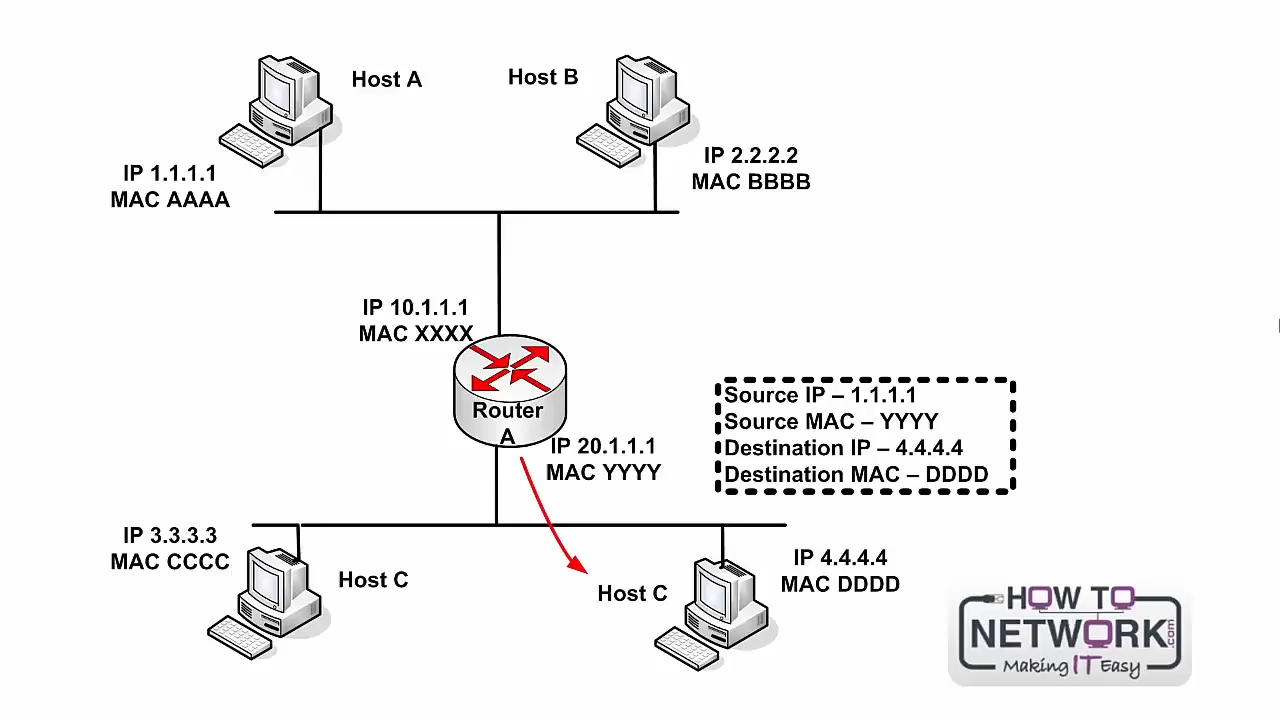 Host A
Host B
IP 1.1.1.1
MAC AAAA
IP 2.2.2.2
MAC BBBB
IP 10.1.1.1
MAC XXXX
Router
A
IP 20.1.1.1
MAC YYYY
Source IP – 1.1.1.1
Source MAC – YYYY
Destination IP – 4.4.4.4
Destination MAC – DDDD
IP 3.3.3.3
MAC CCCC
Host C
Host C
IP 4.4.4.4
MAC DDDD
HOW TO
NETWORK.com
Making IT Easy